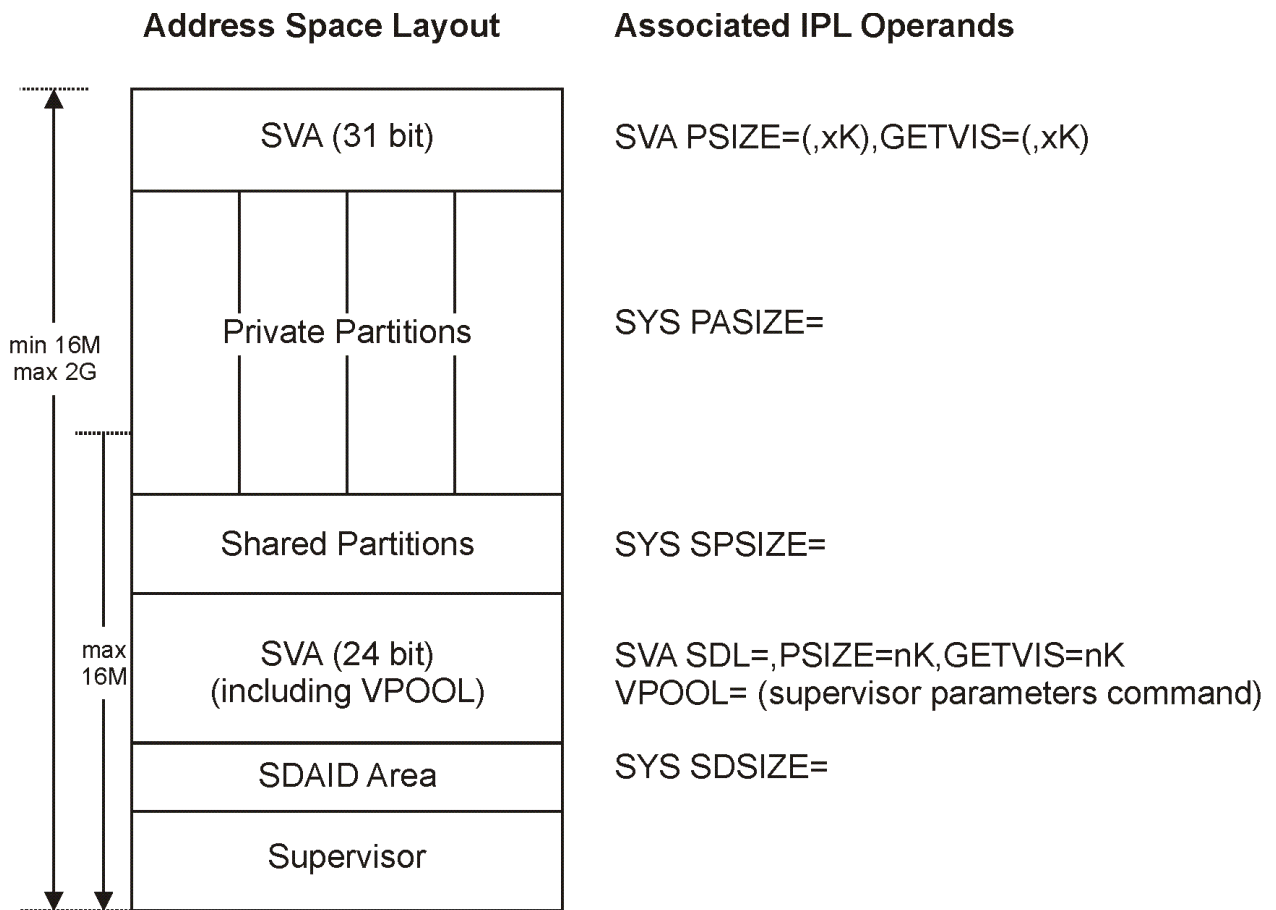 Address Space Layout
Associated IPL Operands
SVA (31 bit)
SVA PSIZE=(,xK),GETVIS=(,xK)
min 16M
max 2G
Private Partitions
SYS PASIZE=
Shared Partitions
SYS SPSIZE=
max
16M
SVA (24 bit)
(including VPOOL)
SVA SDL=,PSIZE=nK,GETVIS=nK
VPOOL= (supervisor parameters command)
SDAID Area
SYS SDSIZE=
Supervisor